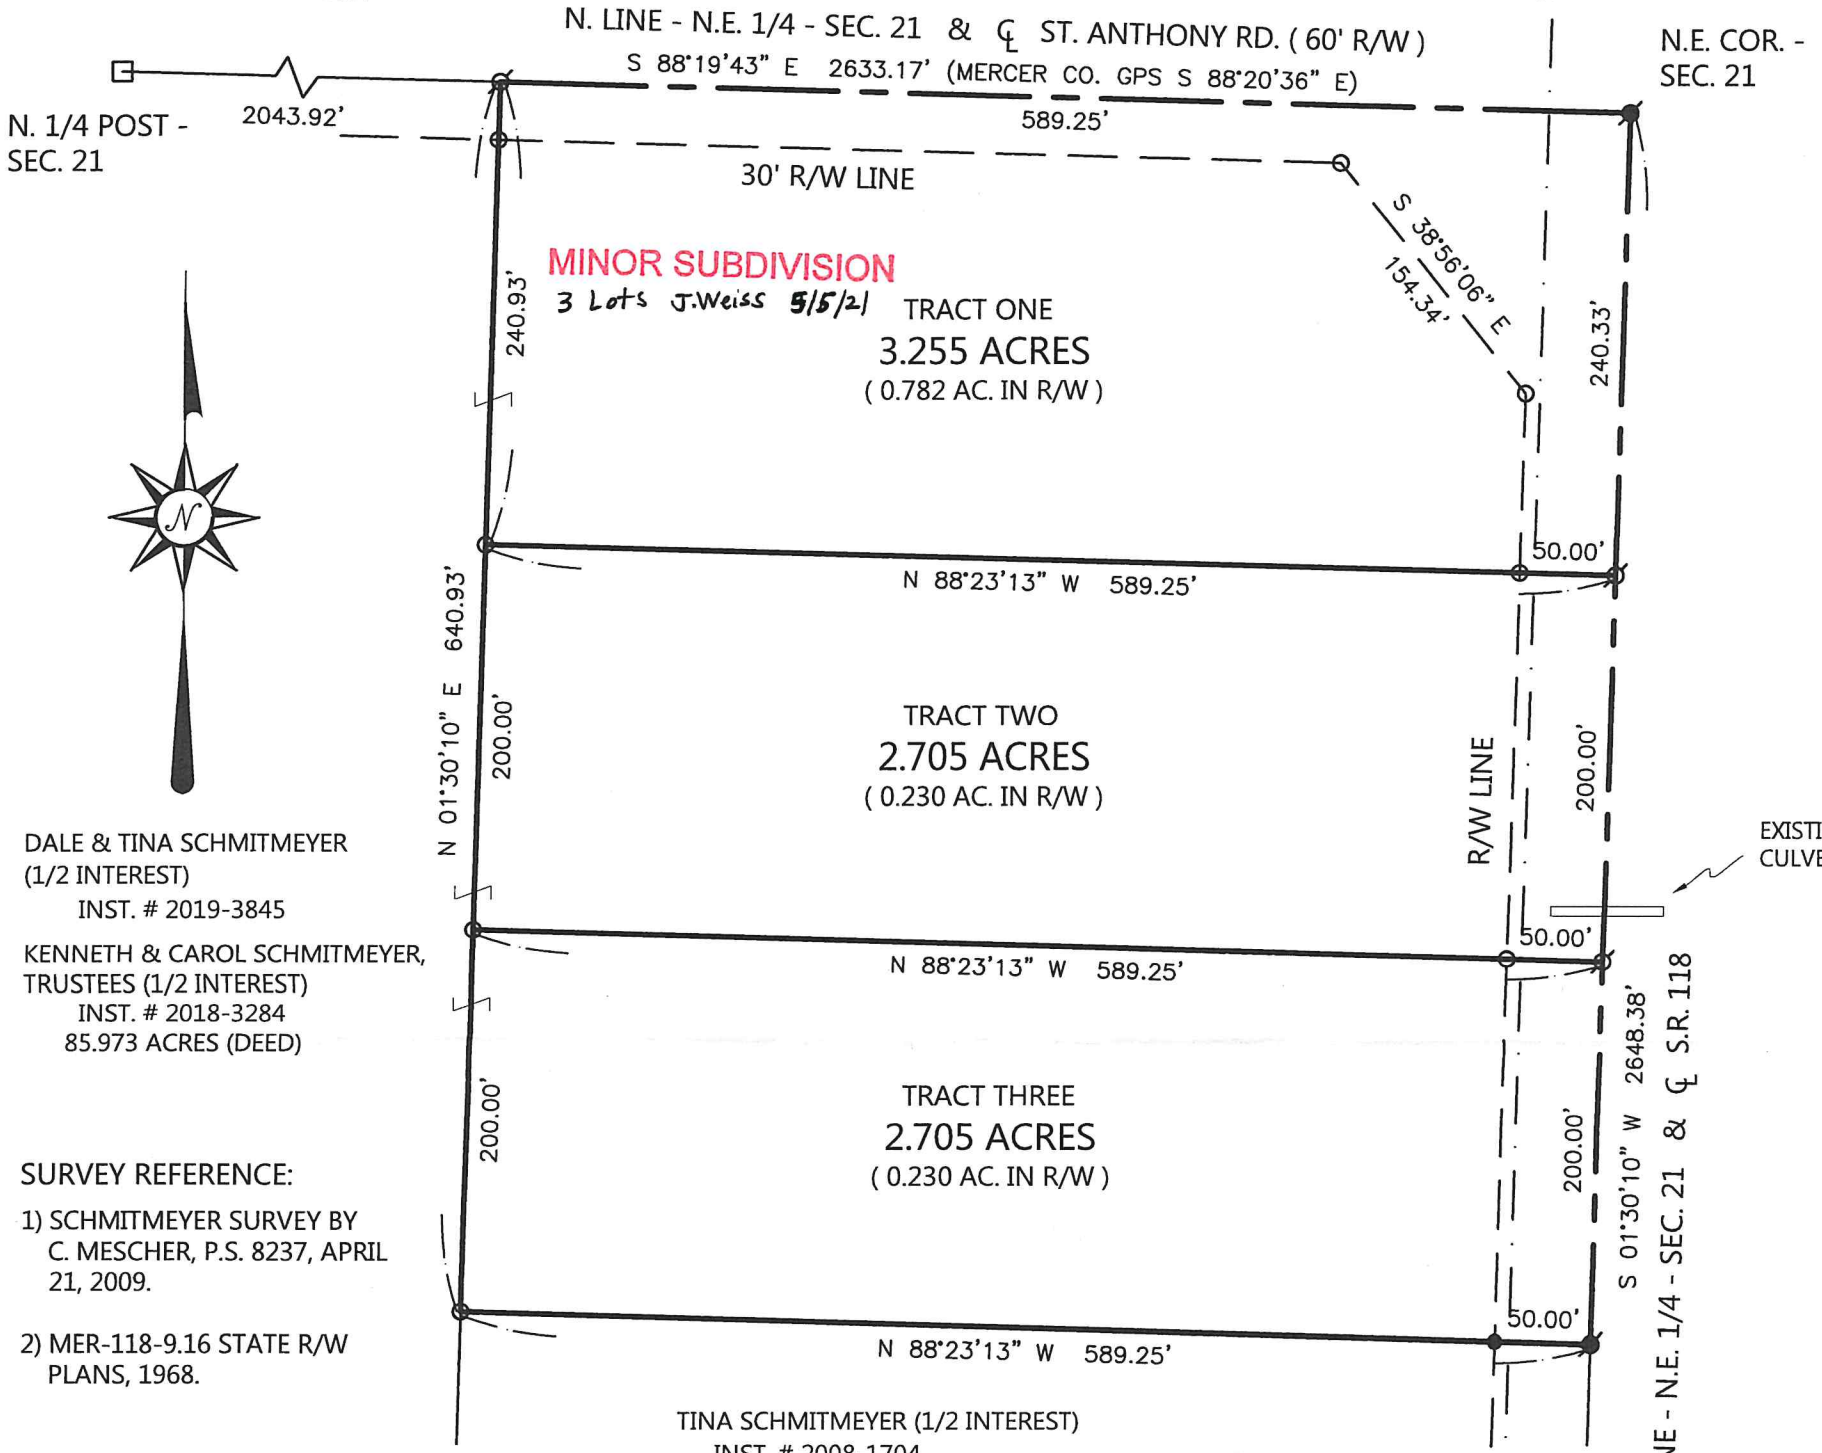 N. LINE - N.E. 1/4 - SEC. 21 & ℄ ST. ANTHONY RD. ( 60' R/W )
S 88°19'43" E 2633.17' (MERCER CO. GPS S 88°20'36" E)
N.E. COR. -
SEC. 21
N. 1/4 POST -
SEC. 21
2043.92'
589.25'
30' R/W LINE
S 38°56'06" E
154.34'
240.93'
MINOR SUBDIVISION
3 Lots J.Weiss 5/5/21
TRACT ONE
3.255 ACRES
( 0.782 AC. IN R/W )
240.33'
N
50.00'
N 88°23'13" W 589.25'
N 01°30'10" E 640.93'
200.00'
TRACT TWO
2.705 ACRES
( 0.230 AC. IN R/W )
R/W LINE
200.00'
EXISTI
CULVE
DALE & TINA SCHMITMEYER
(1/2 INTEREST)
INST. # 2019-3845
KENNETH & CAROL SCHMITMEYER,
TRUSTEES (1/2 INTEREST)
INST. # 2018-3284
85.973 ACRES (DEED)
50.00'
N 88°23'13" W 589.25'
S 01°30'10" W 2648.38'
NE - N.E. 1/4 - SEC. 21 & ℄ S.R. 118
200.00'
TRACT THREE
2.705 ACRES
( 0.230 AC. IN R/W )
200.00'
SURVEY REFERENCE:
1) SCHMITMEYER SURVEY BY
C. MESCHER, P.S. 8237, APRIL
21, 2009.
2) MER-118-9.16 STATE R/W
PLANS, 1968.
50.00'
N 88°23'13" W 589.25'
TINA SCHMITMEYER (1/2 INTEREST)
INST. # 2008-1704